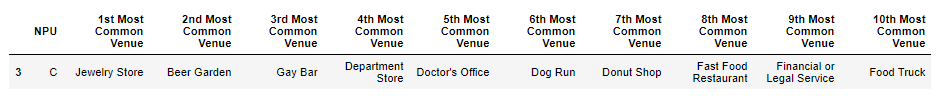 NPU 1st Most Common Venue 2nd Most Common Venue 3rd Most Common Venue 4th Most Common Venue 5th Most Common Venue 6th Most Common Venue 7th Most Common Venue 8th Most Common Venue 9th Most Common Venue 10th Most Common Venue
3 C Jewelry Store Beer Garden Gay Bar Department Store Doctor's Office Dog Run Donut Shop Fast Food Restaurant Financial or Legal Service Food Truck